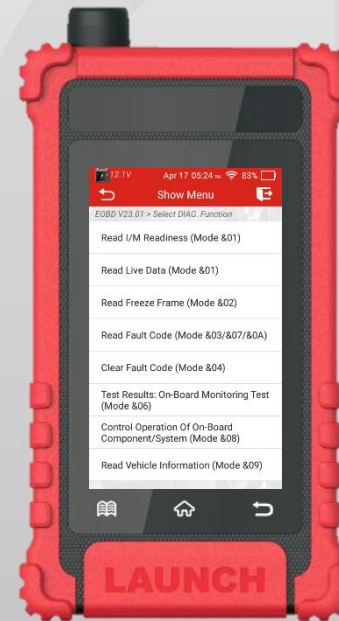 12.1V Apr 17 05:24 PM 83%
Show Menu
EOBD V23.01 > Select DIAG. Function
Read I/M Readiness (Mode &01)
Read Live Data (Mode &01)
Read Freeze Frame (Mode &02)
Read Fault Code (Mode &03/&07/&0A)
Clear Fault Code (Mode &04)
Test Results: On-Board Monitoring Test
(Mode &06)
Control Operation Of On-Board
Component/System (Mode &08)
Read Vehicle Information (Mode &09)
LAUNCH